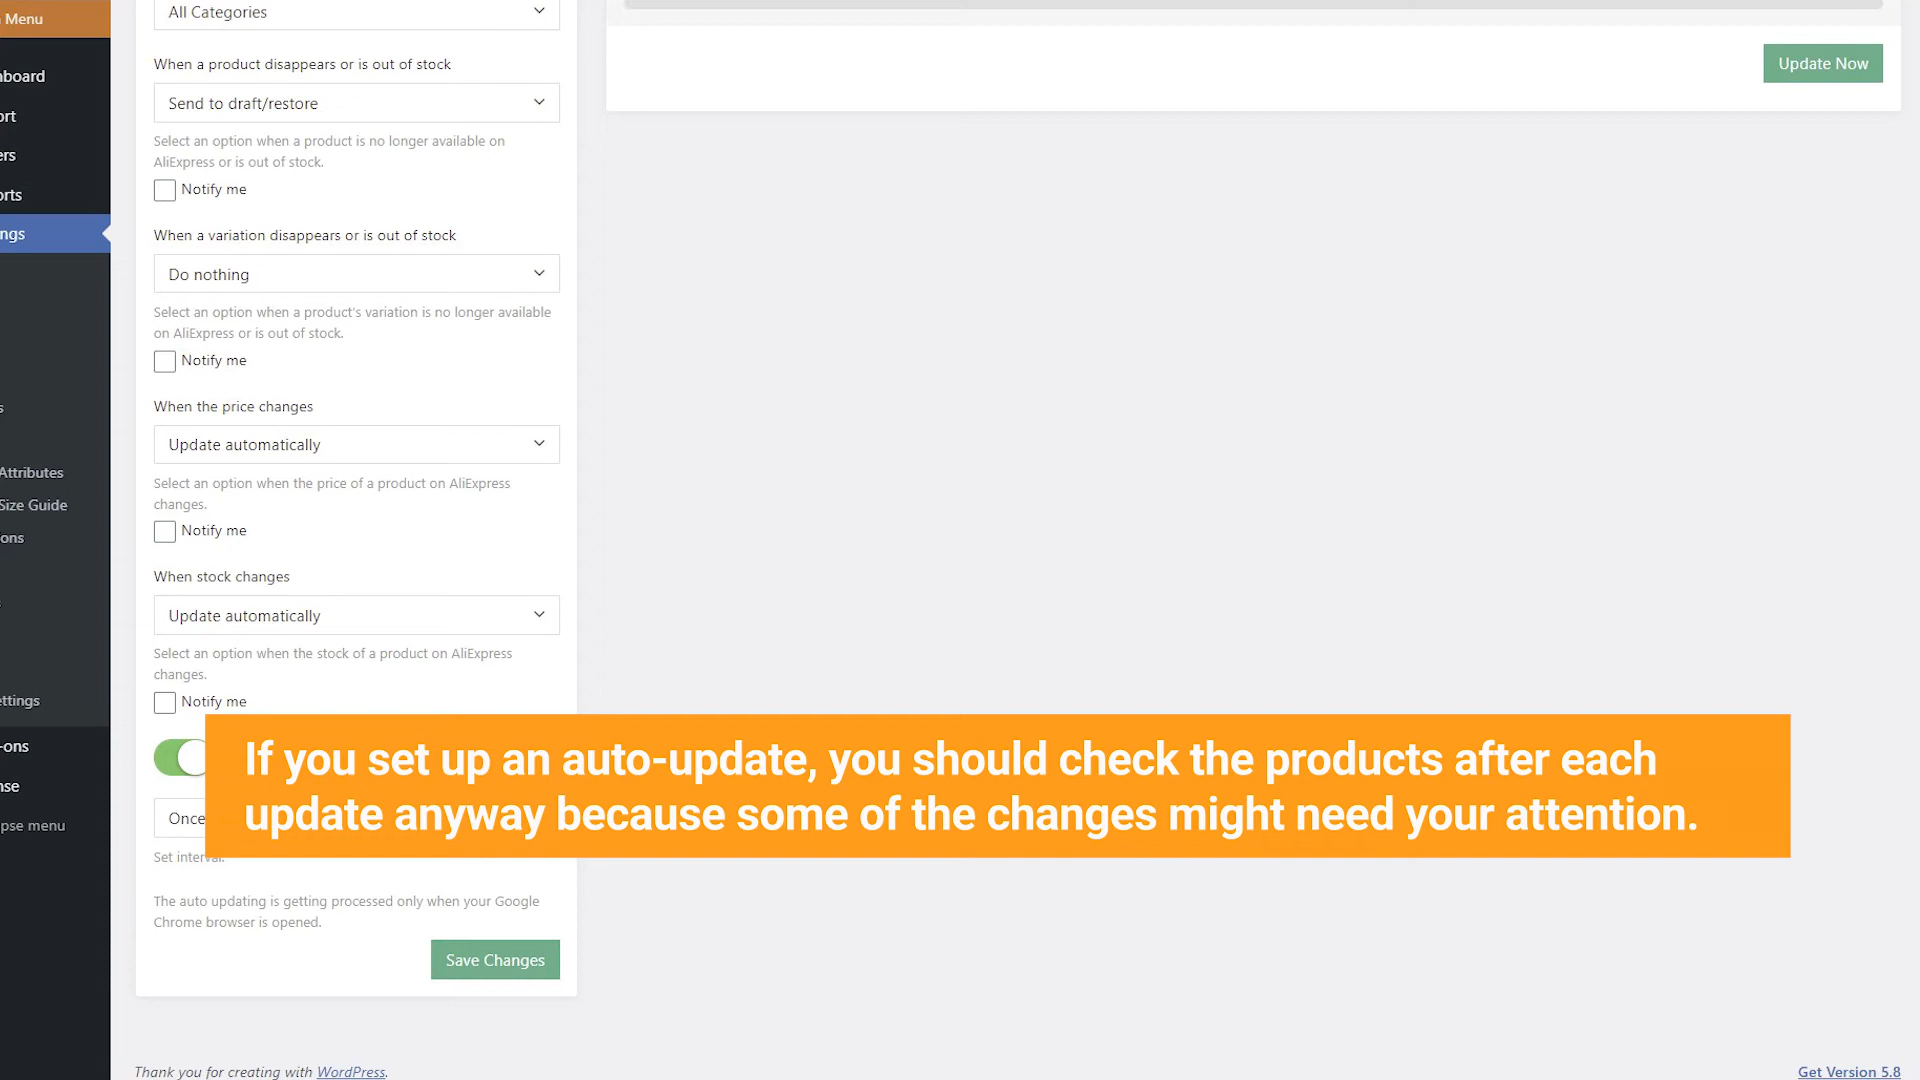 Menu
All Categories
When a product disappears or is out of stock
Update Now
board
Send to draft/restore
ort
Select an option when a product is no longer available on
AliExpress or is out of stock.
ers
Notify me
orts
ngs
When a variation disappears or is out of stock
Do nothing
Select an option when a product's variation is no longer available
on AliExpress or is out of stock.
Notify me
s
When the price changes
Update automatically
Attributes
Select an option when the price of a product on AliExpress
changes.
Size Guide
Notify me
ons
When stock changes
Update automatically
Select an option when the stock of a product on AliExpress
changes.
ettings
Notify me
-ons
If you set up an auto-update, you should check the products after each
update anyway because some of the changes might need your attention.
nse
Once
pse menu
Set interval.
The auto updating is getting processed only when your Google
Chrome browser is opened.
Save Changes
Thank you for creating with WordPress.
Get Version 5.8